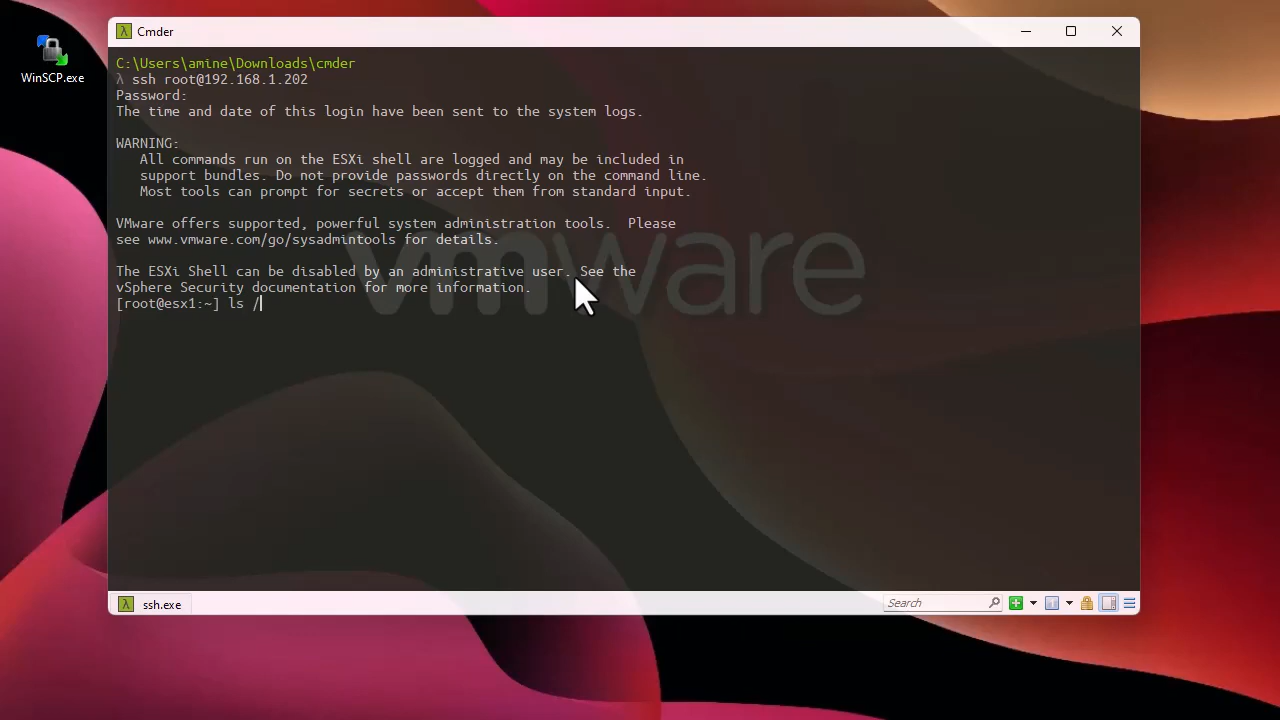 WinSCP.exe
Cmder
C:\Users\amine\Downloads\cmder
λ ssh root@192.168.1.202
Password:
The time and date of this login have been sent to the system logs.
WARNING:
All commands run on the ESXi shell are logged and may be included in
support bundles. Do not provide passwords directly on the command line.
Most tools can prompt for secrets or accept them from standard input.
VMware offers supported, powerful system administration tools.  Please
see www.vmware.com/go/sysadmintools for details.
The ESXi Shell can be disabled by an administrative user. See the
vSphere Security documentation for more information.
[root@esx1:~] ls /
vmware
ssh.exe
Search